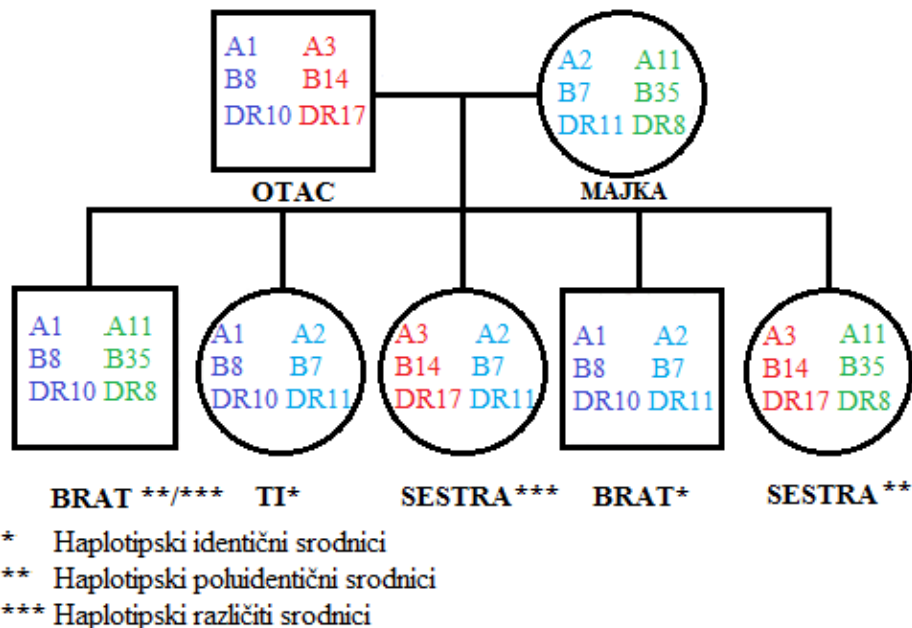 A1 A3
B8 B14
DR10 DR17
OTAC
A2 A11
B7 B35
DR11 DR8
MAJKA
A1 A11
B8 B35
DR10 DR8
BRAT **/***
A1 A2
B8 B7
DR10 DR11
TI*
A3 A2
B14 B7
DR17 DR11
SESTRA***
A1 A2
B8 B7
DR10 DR11
BRAT*
A3 A11
B14 B35
DR17 DR8
SESTRA **
* Haplotipski identični srodnici
** Haplotipski poluidentični srodnici
*** Haplotipski različiti srodnici